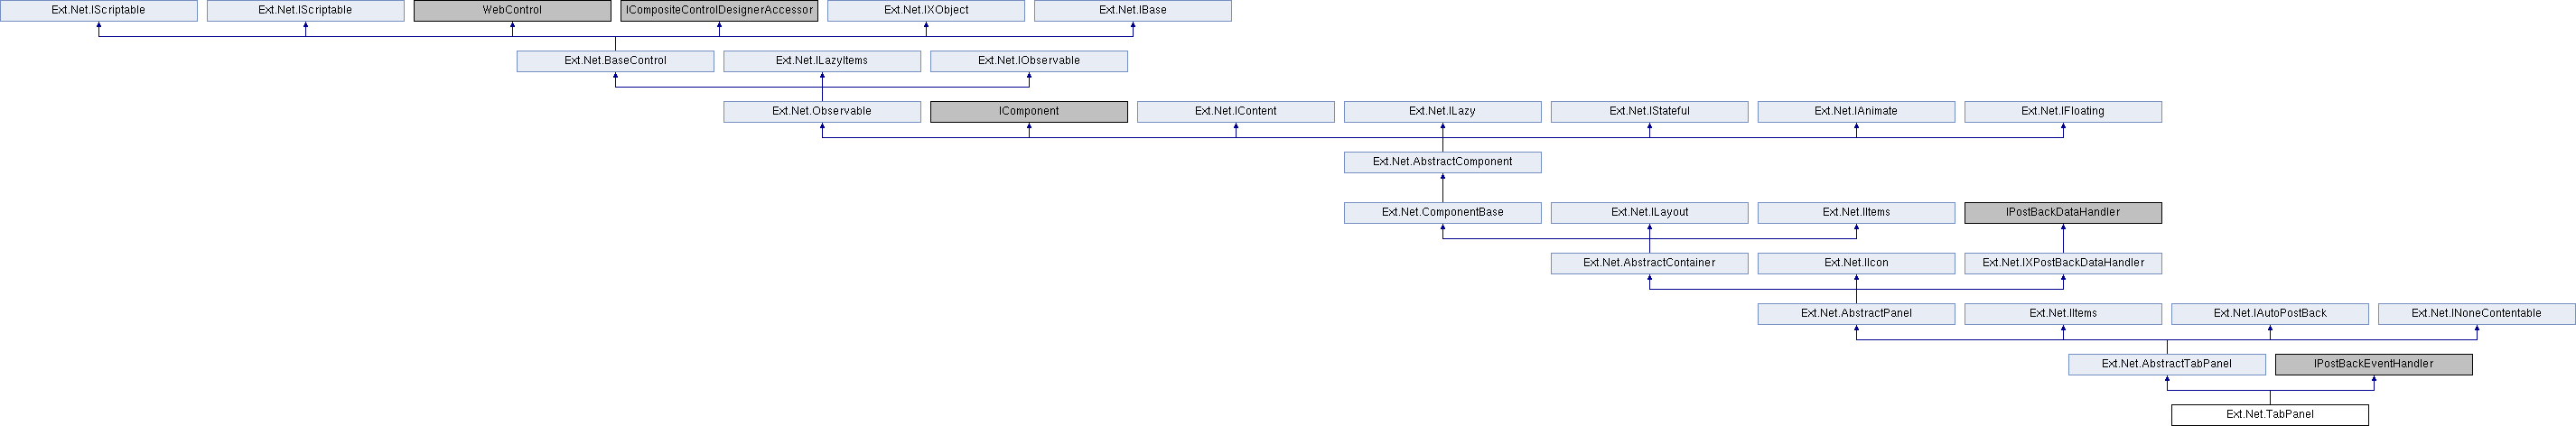 Ext.Net.IScriptable
Ext.Net.IScriptable
WebControl
ICompositeControlDesignerAccessor
Ext.Net.IXObject
Ext.Net.IBase
Ext.Net.BaseControl
Ext.Net.ILazyItems
Ext.Net.IObservable
Ext.Net.Observable
IComponent
Ext.Net.IContent
Ext.Net.ILazy
Ext.Net.IStateful
Ext.Net.IAnimate
Ext.Net.IFloating
Ext.Net.AbstractComponent
Ext.Net.ComponentBase
Ext.Net.ILayout
Ext.Net.IItems
IPostBackDataHandler
Ext.Net.AbstractContainer
Ext.Net.IIcon
Ext.Net.IXPostBackDataHandler
Ext.Net.AbstractPanel
Ext.Net.IItems
Ext.Net.IAutoPostBack
Ext.Net.INoneContentable
Ext.Net.AbstractTabPanel
IPostBackEventHandler
Ext.Net.TabPanel